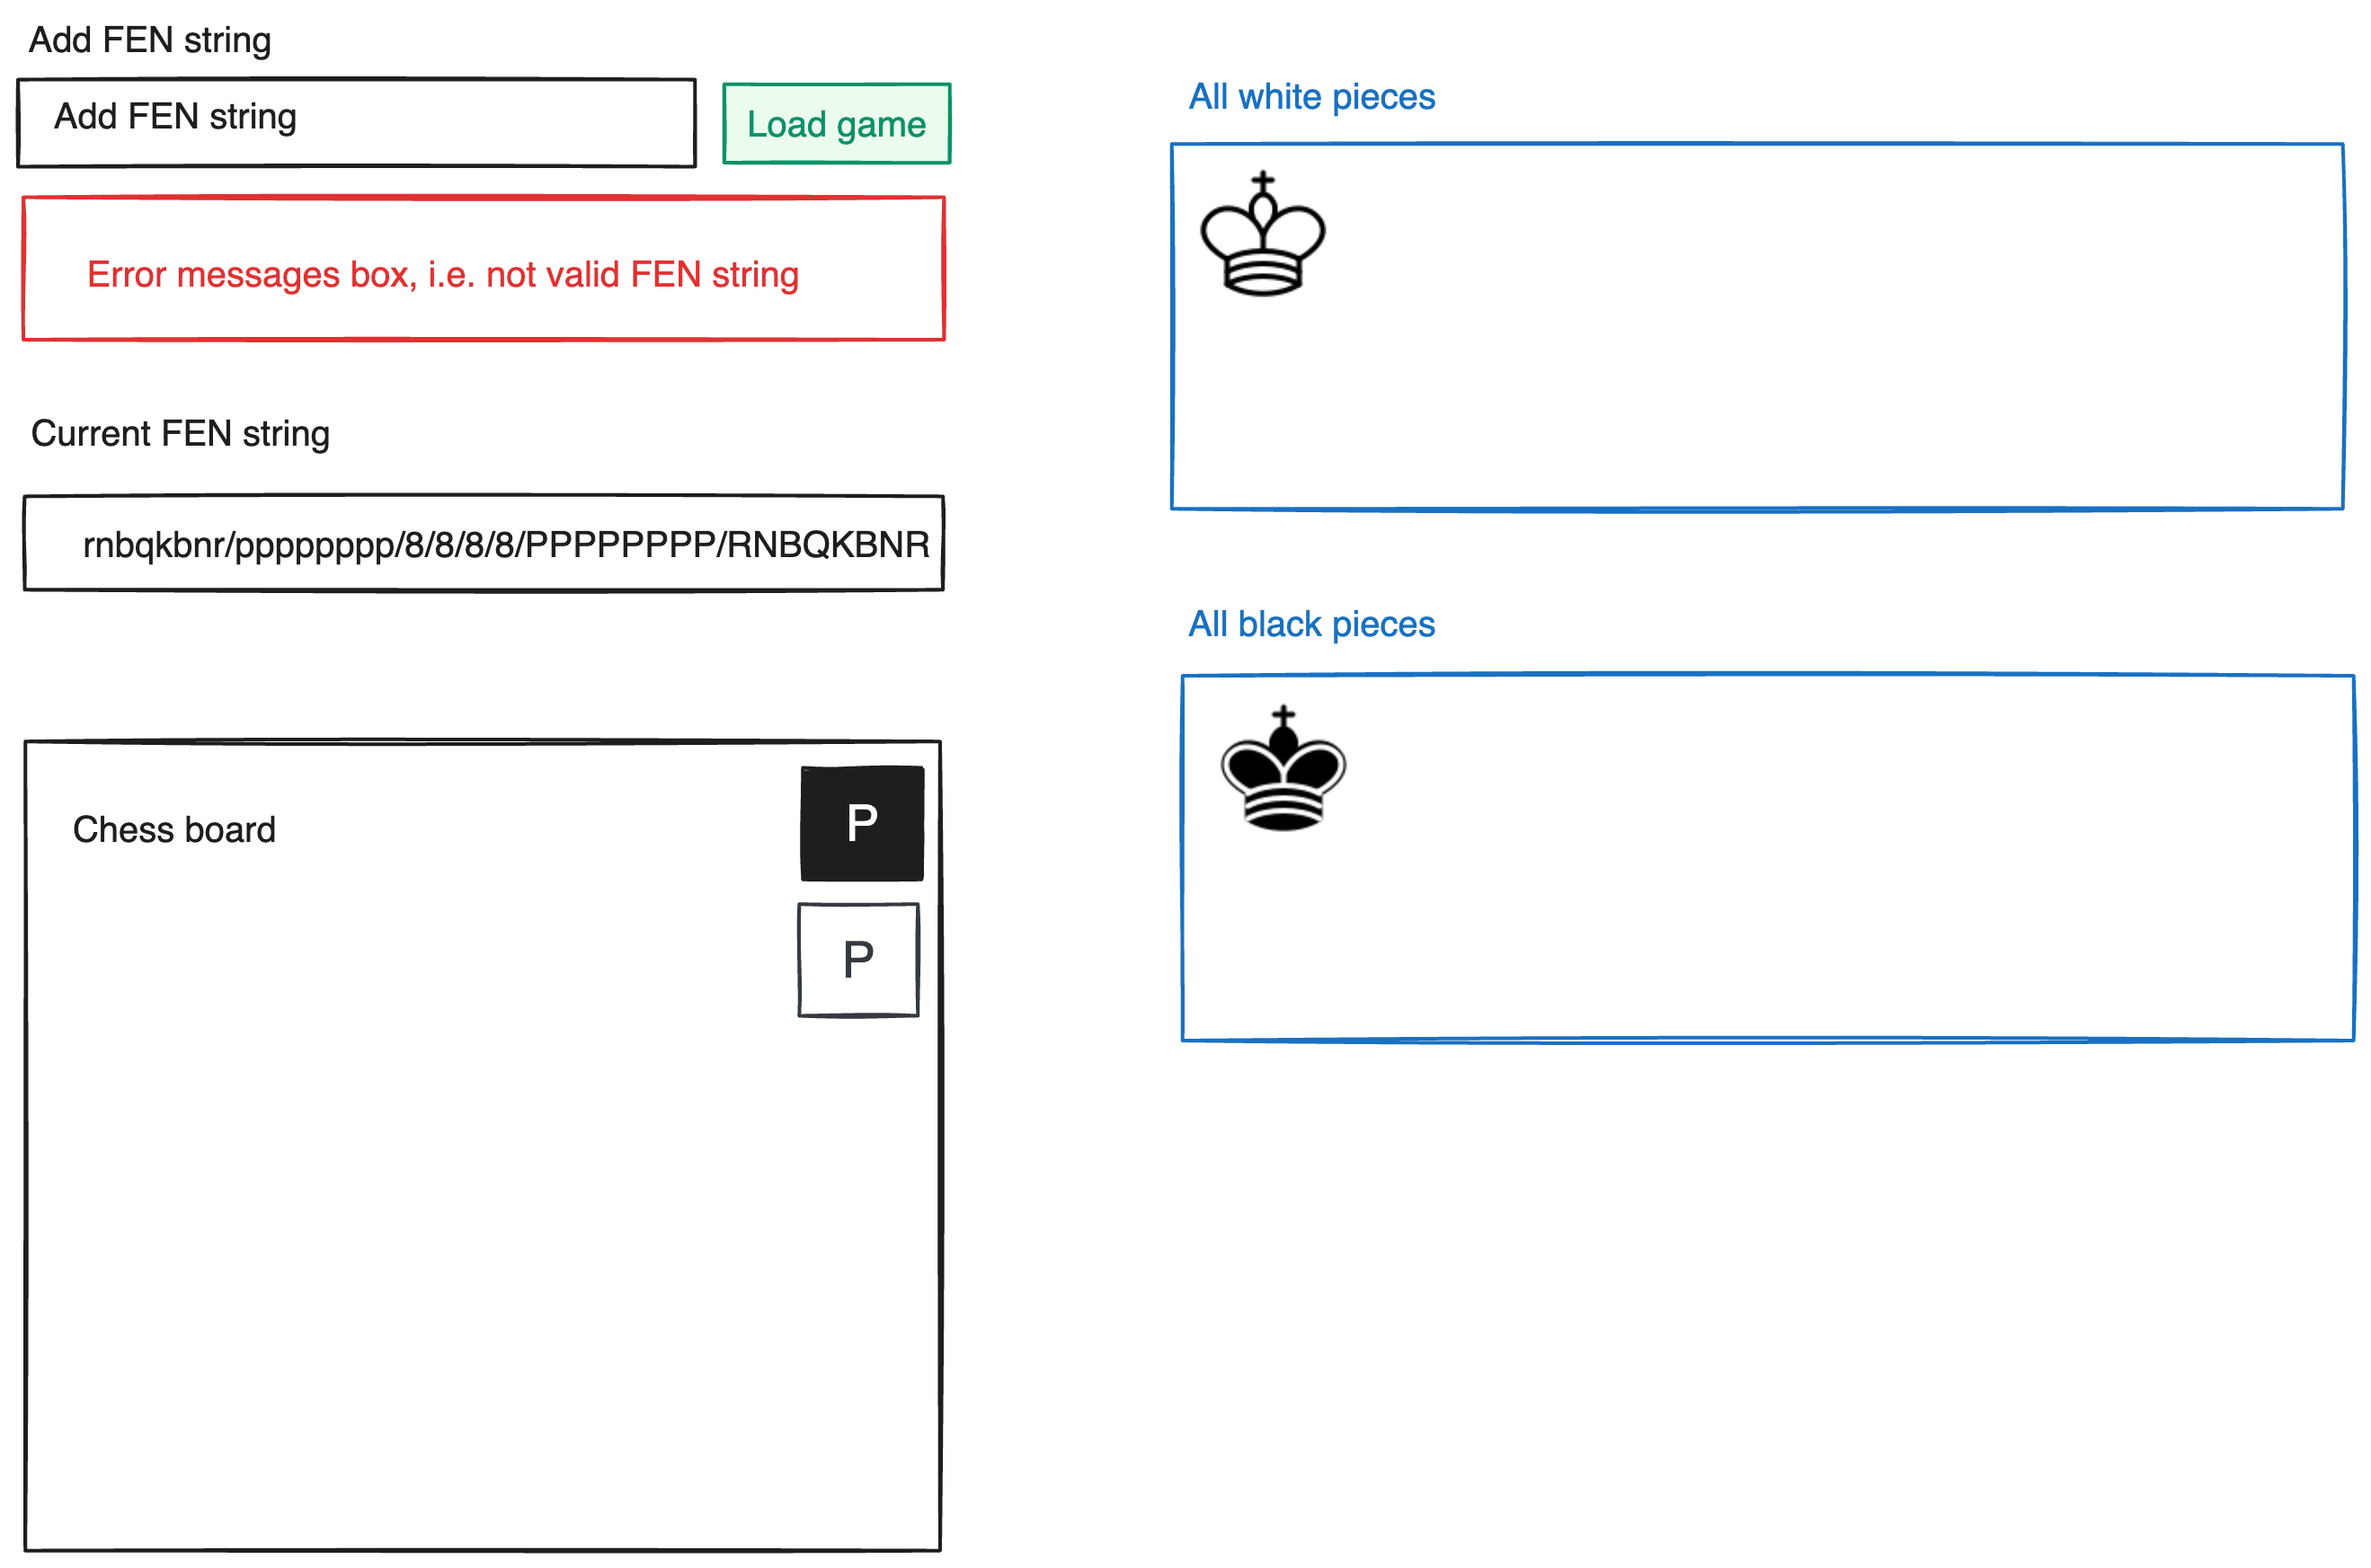 Add FEN string
Add FEN string
Load game
Error messages box, i.e. not valid FEN string
Current FEN string
rnbqkbnr/pppppppp/8/8/8/8/PPPPPPPP/RNBQKBNR
Chess board
P
P
All white pieces
All black pieces